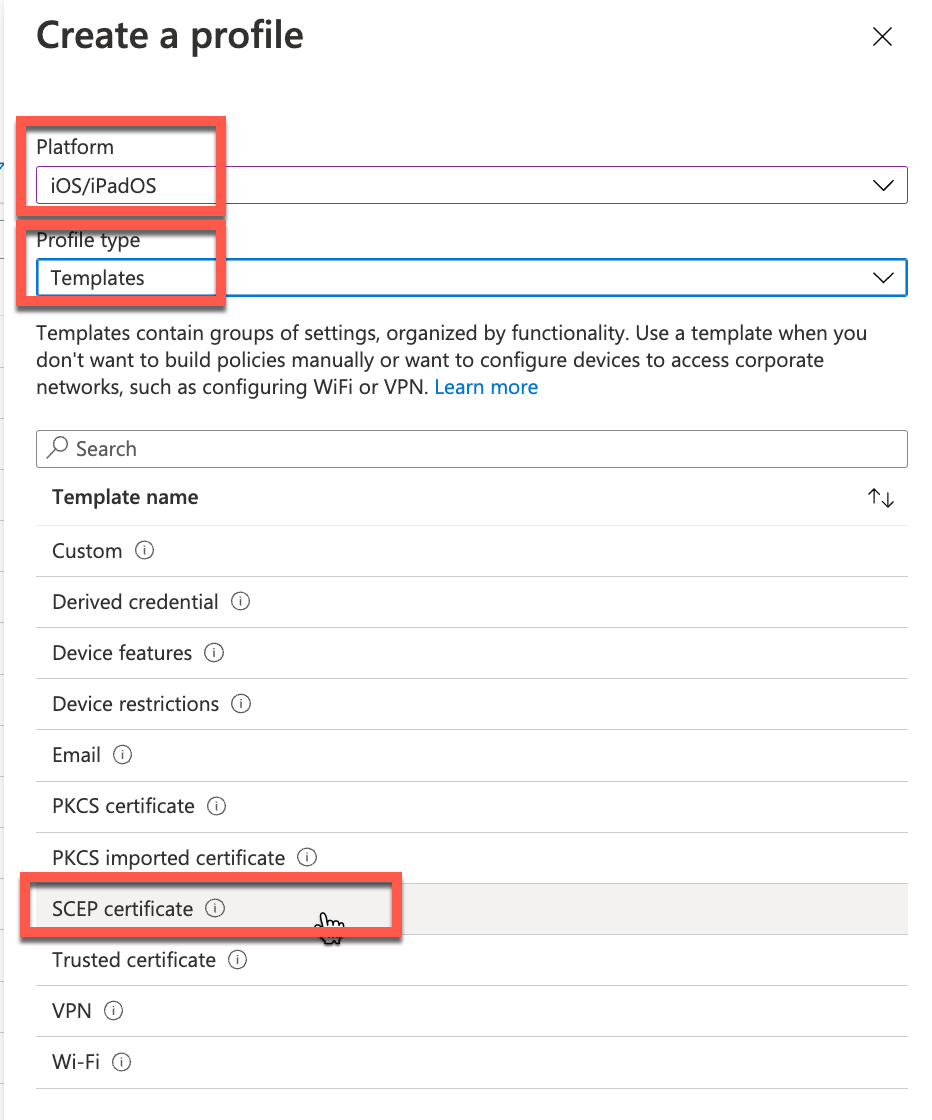 Create a profile
Platform
iOS/iPadOS
Profile type
Templates
Templates contain groups of settings, organized by functionality. Use a template when you
don't want to build policies manually or want to configure devices to access corporate
networks, such as configuring WiFi or VPN. Learn more
Search
Template name
Custom
Derived credential
Device features
Device restrictions
Email
PKCS certificate
PKCS imported certificate
SCEP certificate
Trusted certificate
VPN
Wi-Fi